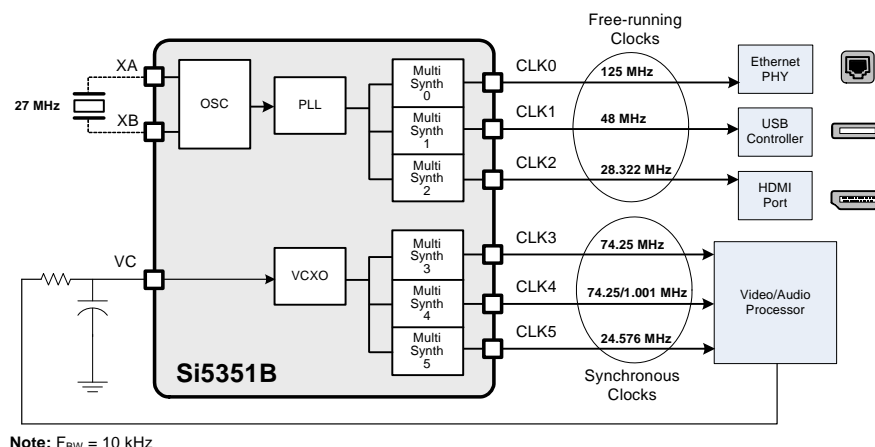 Free-running
Clocks
XA
27 MHz
XB
OSC
PLL
Multi
Synth
0
Multi
Synth
1
Multi
Synth
2
CLK0
125 MHz
Ethernet
PHY
CLK1
48 MHz
USB
Controller
CLK2
28.322 MHz
HDMI
Port
VC
VCXO
Multi
Synth
3
Multi
Synth
4
Multi
Synth
5
CLK3
74.25 MHz
CLK4
74.25/1.001 MHz
CLK5
24.576 MHz
Video/Audio
Processor
Si5351B
Synchronous
Clocks
Note: FBW = 10 kHz